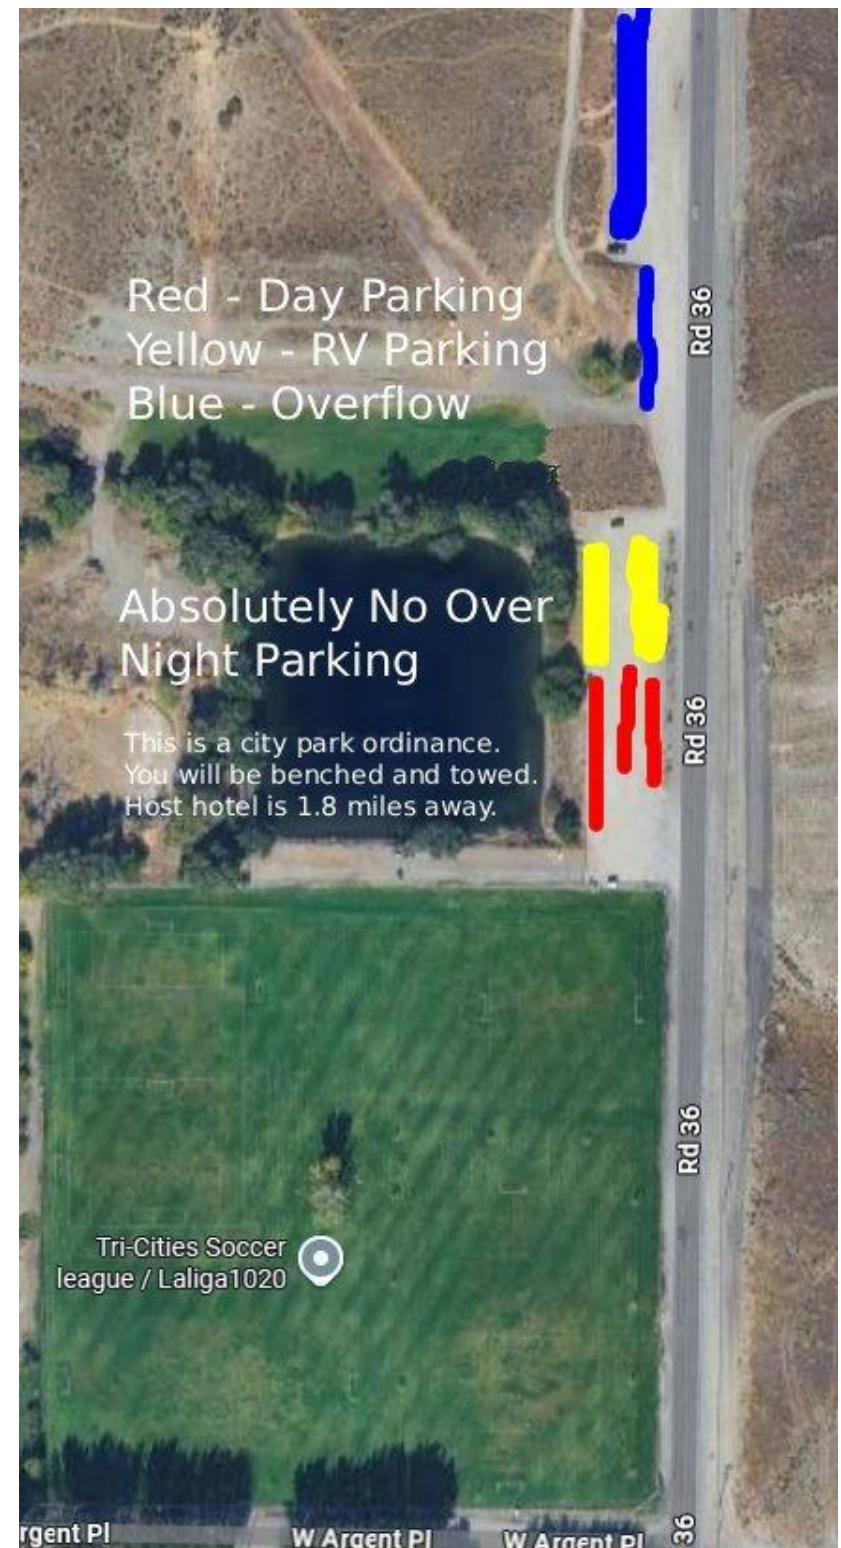 Rd 36
Red - Day Parking
Yellow - RV Parking
Blue - Overflow
Absolutely No Over
Night Parking
Rd 36
This is a city park ordinance.
You will be benched and towed.
Host hotel is 1.8 miles away.
Rd 36
Tri-Cities Soccer
league / Laliga1020
rgent Pl
W Argent Pl
W Argent Pl
36